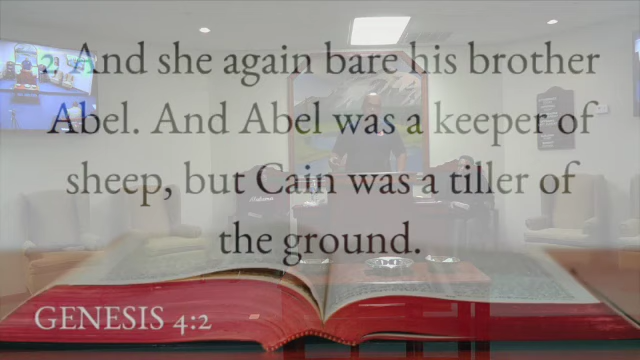 2 And she again bare his brother
Abel. And Abel was a keeper of
sheep, but Cain was a tiller of
the ground.
GENESIS 4:2